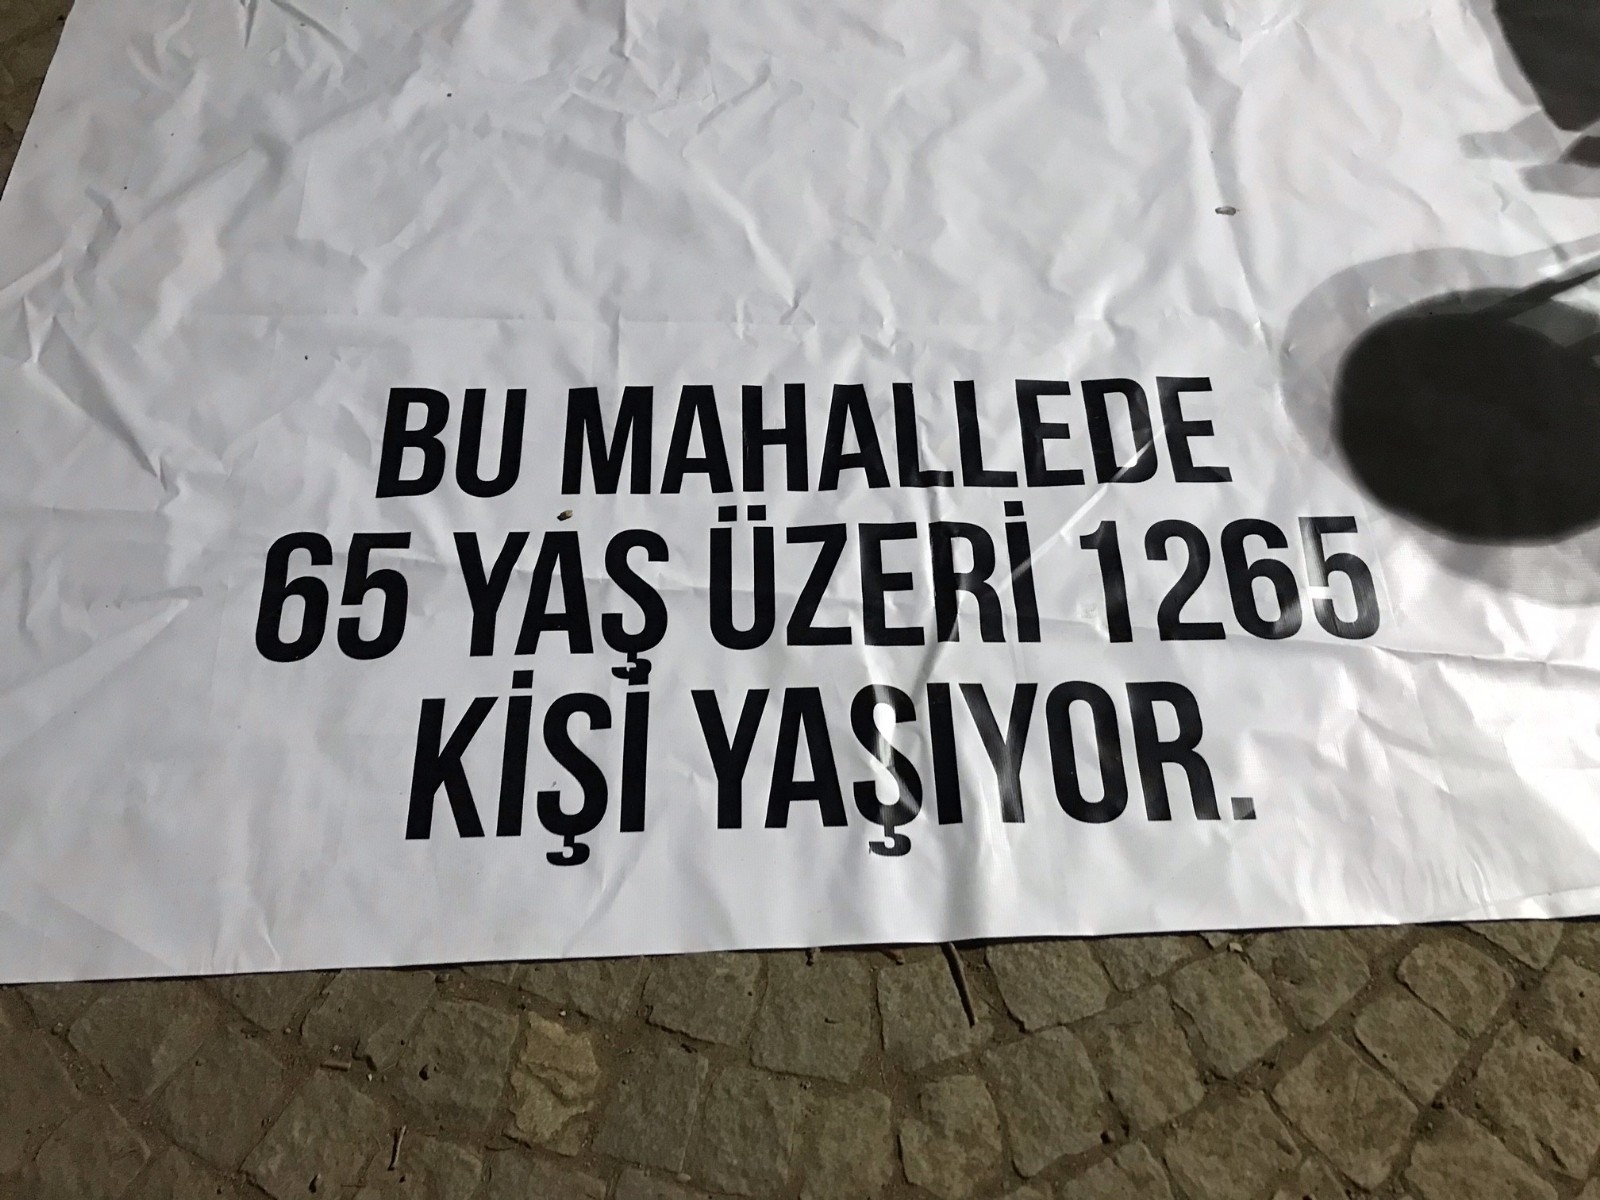 BU MAHALLEDE
65 YAŞ ÜZERİ 1265
KİŞİ YAŞIYOR.